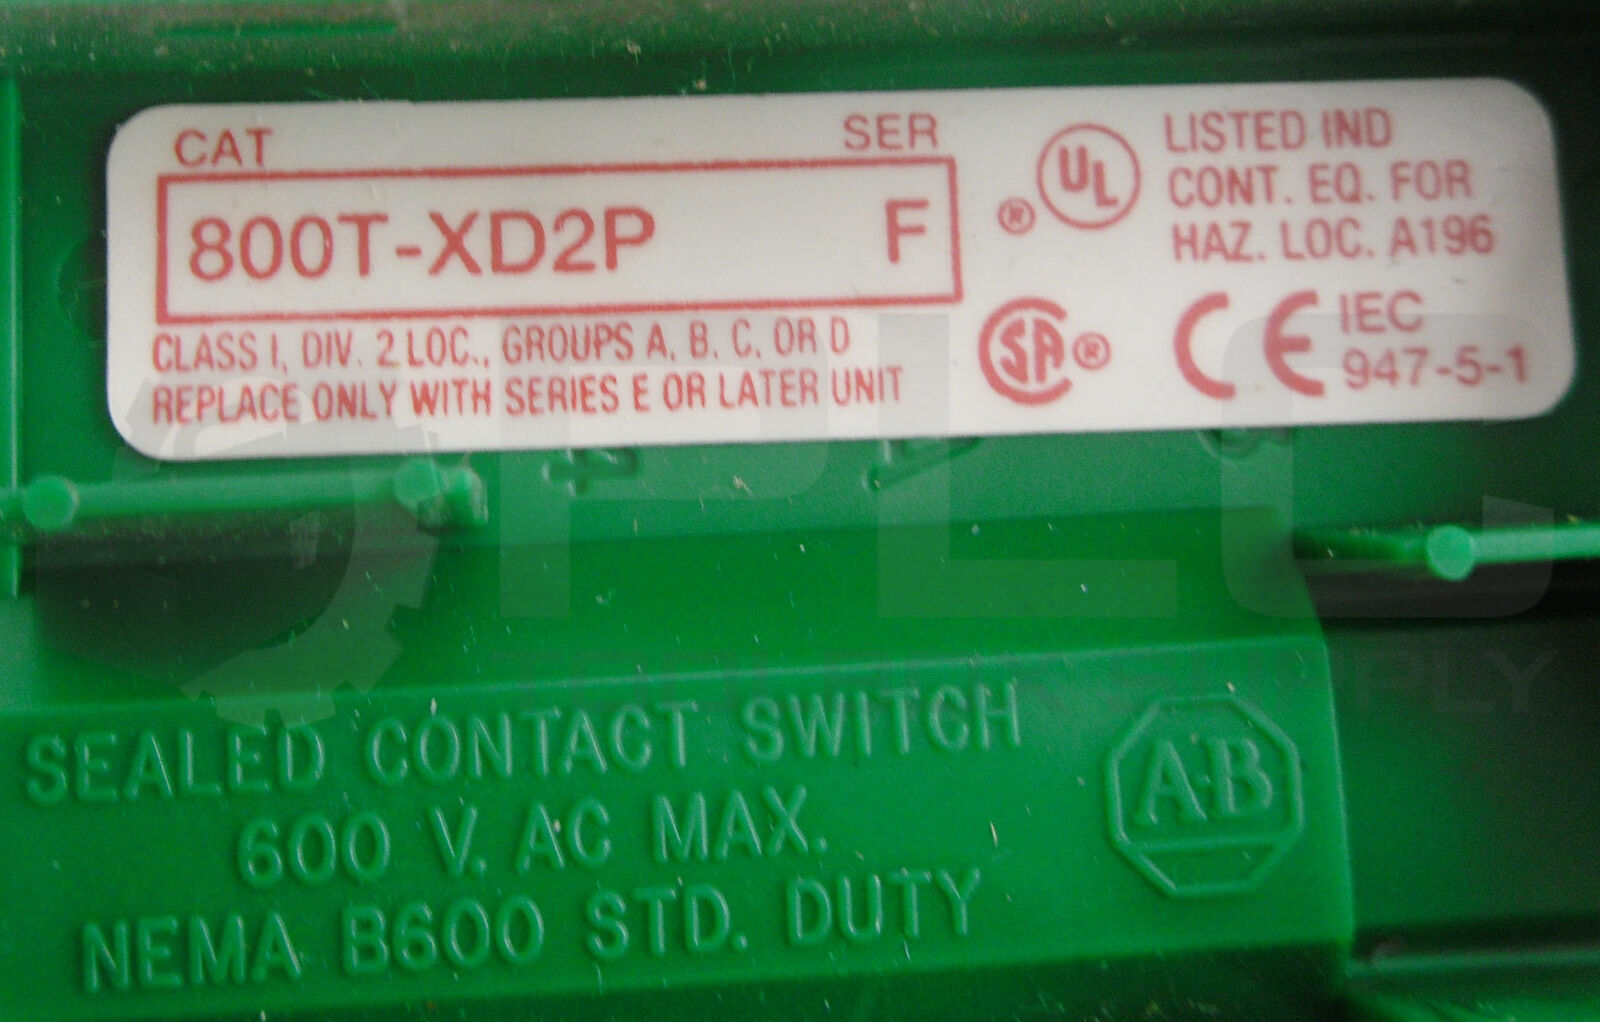 CAT SER
800T-XD2P F
CLASS I, DIV. 2 LOC., GROUPS A, B, C, OR D
REPLACE ONLY WITH SERIES E OR LATER UNIT
® UL
LISTED IND
CONT. EQ. FOR
HAZ. LOC. A196
SA ®
CE
IEC
947-5-1
PLC
SEALED CONTACT SWITCH
600 V. AC MAX.
NEMA B600 STD. DUTY
A-B